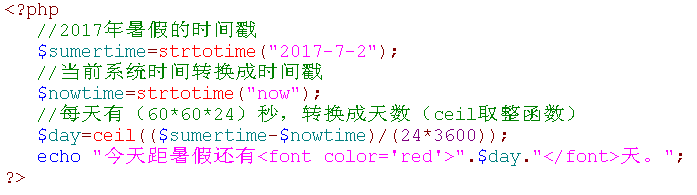 <?php
//2017年暑假的时间戳
$sumertime=strtotime("2017-7-2");
//当前系统时间转换成时间戳
$nowtime=strtotime("now");
//每天有（60*60*24）秒，转换成天数（ceil取整函数）
$day=ceil(($sumertime-$nowtime)/(24*3600));
echo "今天距暑假还有<font color='red'>".$day."</font>天。";
?>